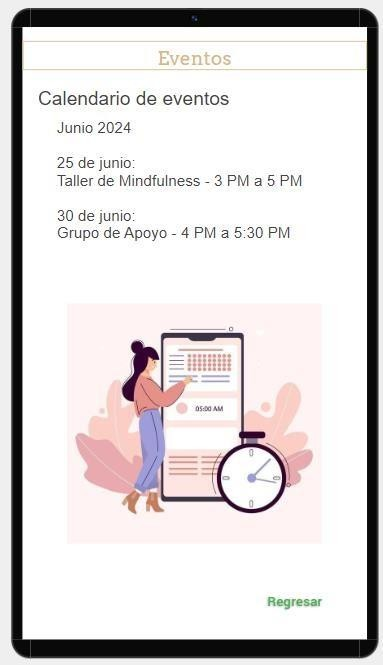 Eventos
Calendario de eventos
Junio 2024
25 de junio:
Taller de Mindfulness - 3 PM a 5 PM
30 de junio:
Grupo de Apoyo - 4 PM a 5:30 PM
05:00 AM
Regresar